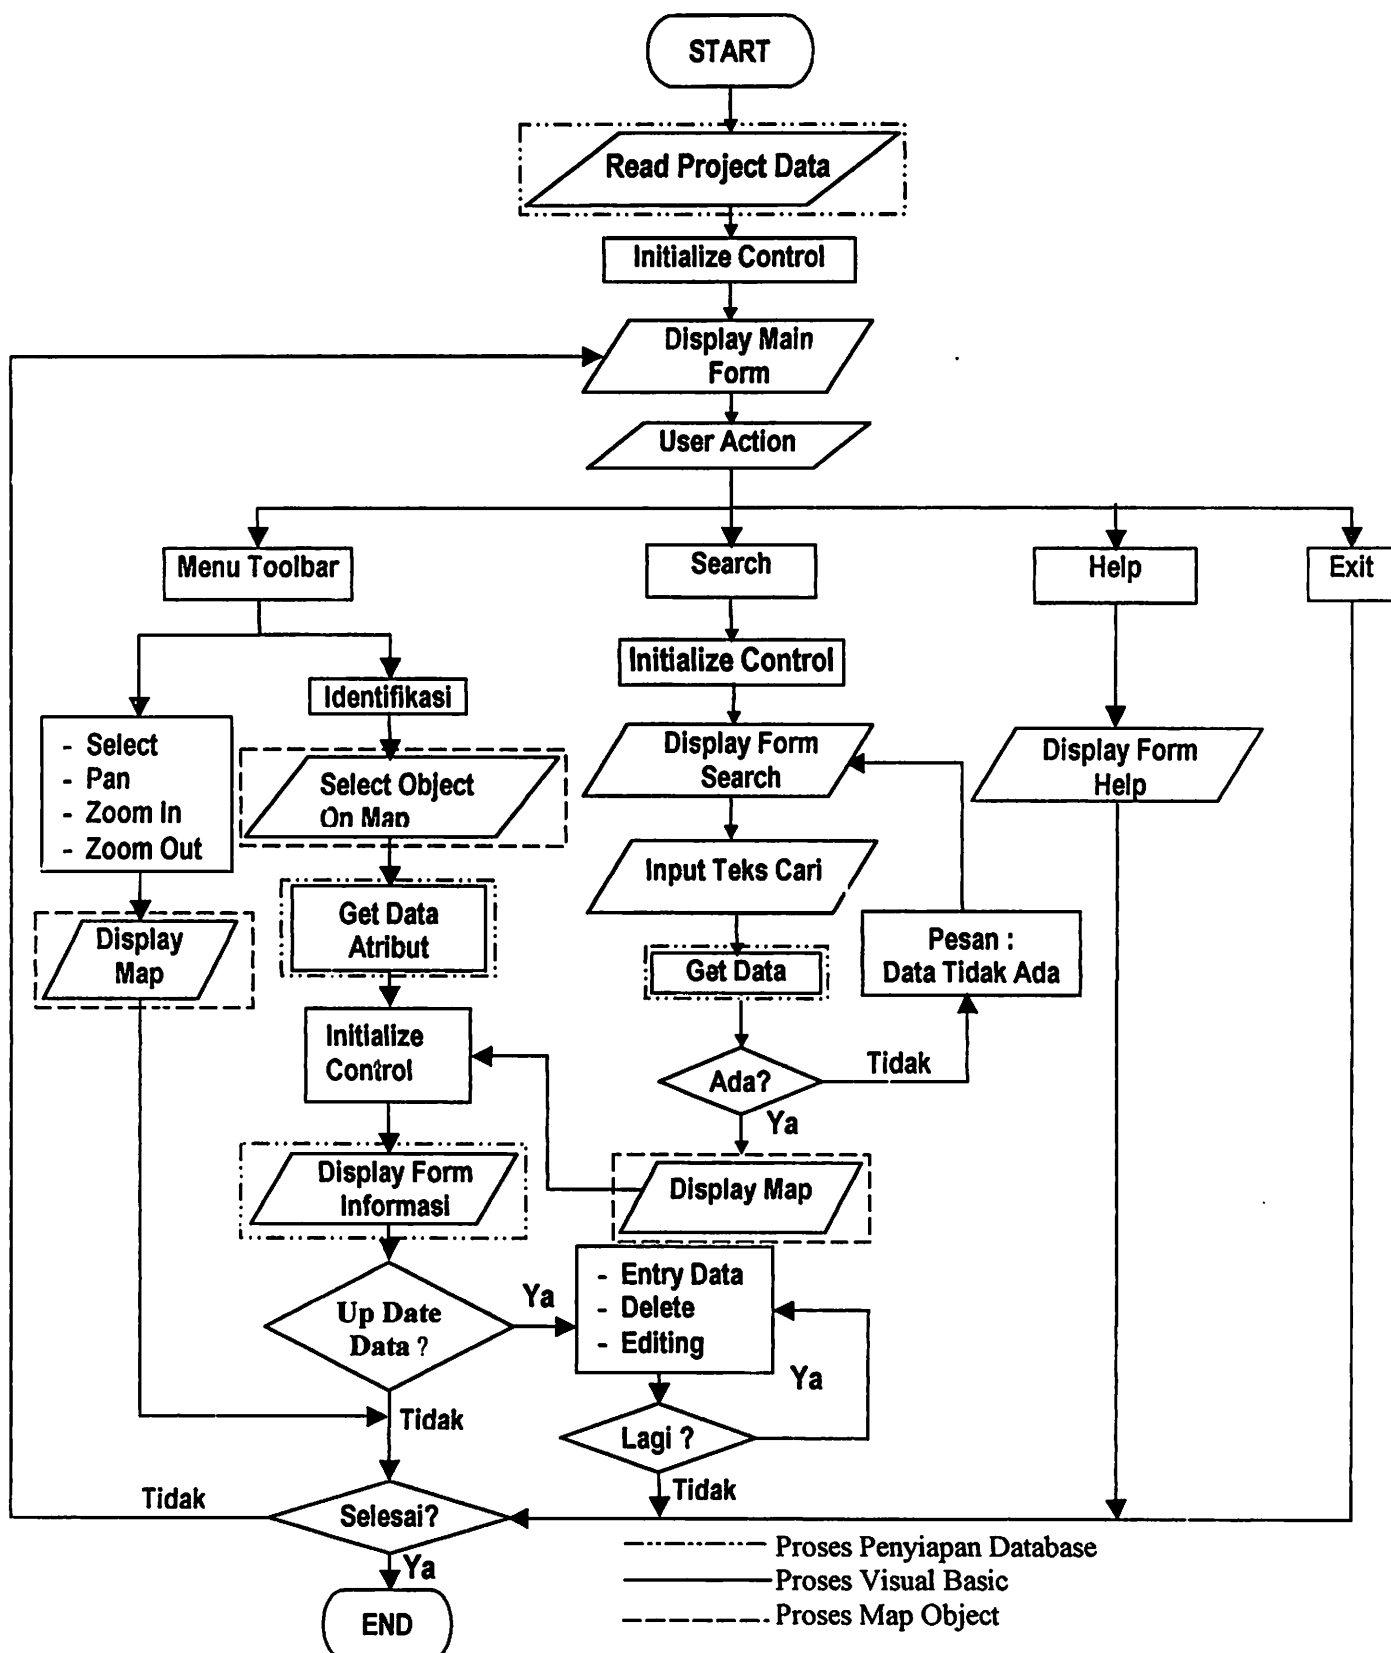 START
Read Project Data
Initialize Control
Display Main
Form
User Action
Menu Toolbar
Search
Help
Exit
Initialize Control
Identifikasi
- Select
- Pan
- Zoom In
- Zoom Out
Select Object
On Map
Display Form
Search
Display Form
Help
Input Teks Cari
Get Data
Atribut
Display
Map
Get Data
Pesan :
Data Tidak Ada
Initialize
Control
Ada?
Tidak
Ya
Display Form
Informasi
Display Map
Up Date
Data ?
Ya
- Entry Data
- Delete
- Editing
Ya
Tidak
Lagi ?
Tidak
Tidak
Selesai?
Ya
END
Proses Penyiapan Database
Proses Visual Basic
Proses Map Object